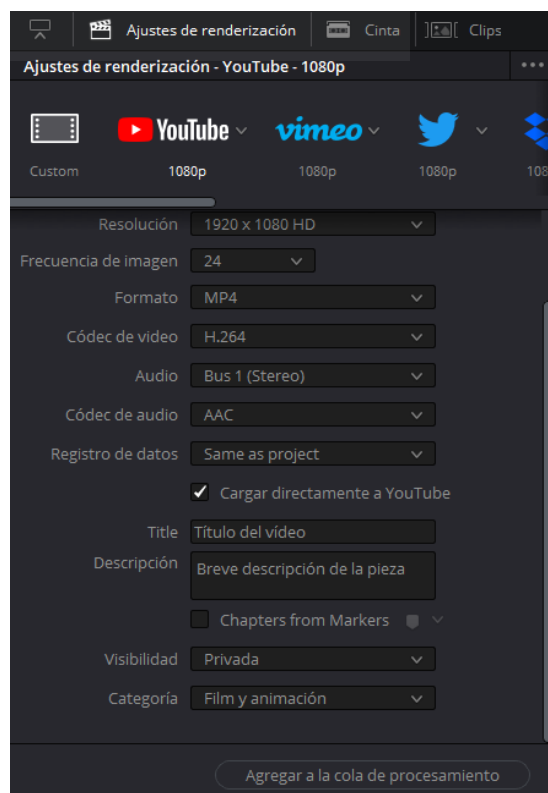 Ajustes de renderización Cinta Clips
Ajustes de renderización - YouTube - 1080p
YouTube vimeo
Custom 1080p 1080p 1080p 108
Resolución 1920 x 1080 HD
Frecuencia de imagen 24
Formato MP4
Códec de video H.264
Audio Bus 1 (Stereo)
Códec de audio AAC
Registro de datos Same as project
Cargar directamente a YouTube
Title Título del vídeo
Descripción Breve descripción de la pieza
Chapters from Markers
Visibilidad Privada
Categoría Film y animación
Agregar a la cola de procesamiento